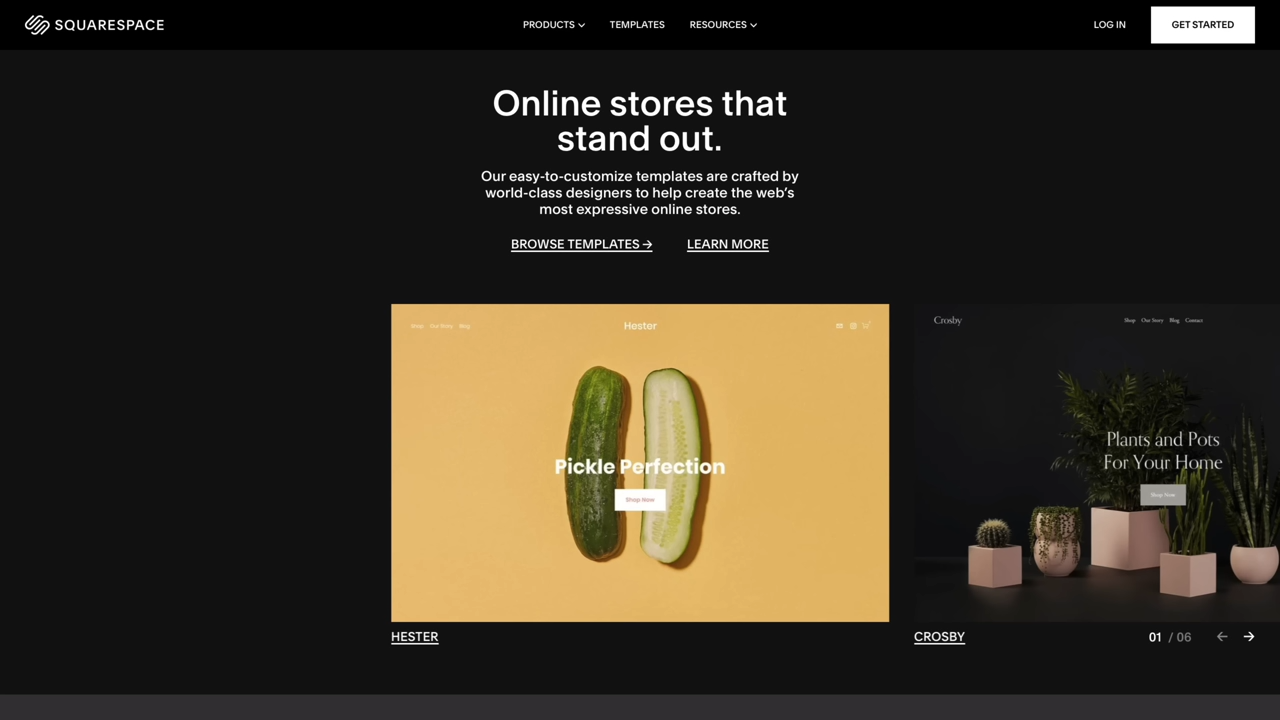 SQUARESPACE
PRODUCTS
TEMPLATES
RESOURCES
LOG IN
GET STARTED
Online stores that
stand out.
Our easy-to-customize templates are crafted by
world-class designers to help create the web's
most expressive online stores.
BROWSE TEMPLATES →
LEARN MORE
Shop Our Story Blog
Hester
Pickle Perfection
Shop Now
HESTER
Crosby
Shop Our Story Blog Contact
Plants and Pots
For Your Home
Shop Now
CROSBY
01 / 06